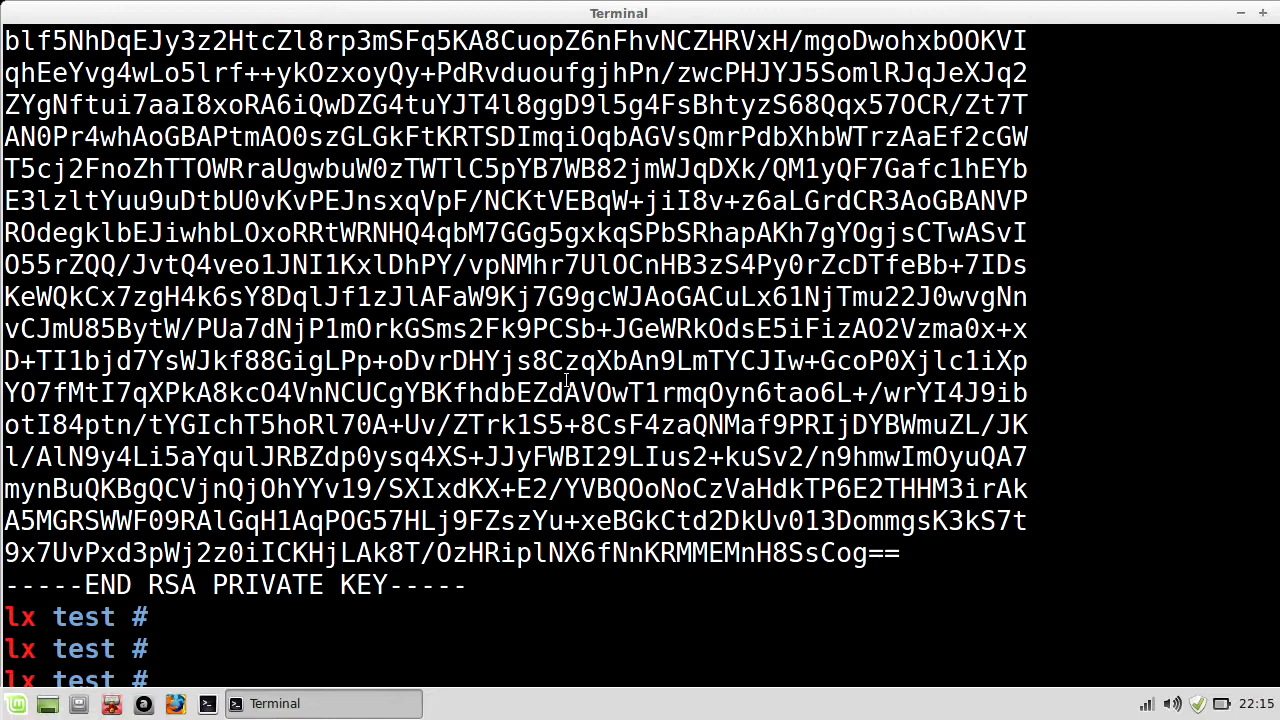 Terminal
blf5NhDqEJy3z2HtcZl8rp3mSFq5KA8CuopZ6nFhvNCZHRVxH/mgoDwohxbOOKVI
qhEeYvg4wLo5lrf++ykOzxoyQy+PdRvduoufgjhPn/zwcPHJYJ5SomlRJqJeXJq2
ZYgNftui7aaI8xoRA6iQwDZG4tuYJT4l8ggD9l5g4FsBhtyzS68Qqx57OCR/Zt7T
AN0Pr4whAoGBAPtmAO0szGLGkFtKRTSDImqiOqbAGVsQmrPdbXhbWTrzAaEf2cGW
T5cj2FnoZhTTOWRraUgwbuW0zTWTlC5pYB7WB82jmWJqDXk/QM1yQF7Gafc1hEYb
E3lzltYuu9uDtbU0vKvPEJnsxqVpF/NCKtVEBqW+jiI8v+z6aLGrdCR3AoGBANVP
ROdegklbEJiwhbLOxoRRtWRNHQ4qbM7GGg5gxkqSPbSRhapAKh7gYOgjsCTwASvI
O55rZQQ/JvtQ4veo1JNI1KxlDhPY/vpNMhr7UlOCnHB3zS4Py0rZcDTfeBb+7IDs
KeWQkCx7zgH4k6sY8DqlJf1zJlAFaW9Kj7G9gcWJAoGACuLx61NjTmu22J0wvgNn
vCJmU85BytW/PUa7dNjP1mOrkGSms2Fk9PCSb+JGeWRkOdsE5iFizAO2Vzma0x+x
D+TI1bjd7YsWJkf88GigLPp+oDvrDHYjs8CzqXbAn9LmTYCJIw+GcoP0Xjlc1iXp
YO7fMtI7qXPkA8kcO4VnNCUCgYBKfhdbEZdAVOwT1rmqOyn6tao6L+/wrYI4J9ib
otI84ptn/tYGIchT5hoRl70A+Uv/ZTrk1S5+8CsF4zaQNMaf9PRIjDYBWmuZL/JK
l/AlN9y4Li5aYqulJRBZdp0ysq4XS+JJyFWBI29LIus2+kuSv2/n9hmwImOyuQA7
mynBuQKBgQCVjnQjOhYYv19/SXIxdKX+E2/YVBQOoNoCzVaHdkTP6E2THHM3irAk
A5MGRSWWF09RAlGqH1AqPOG57HLj9FZszYu+xeBGkCtd2DkUv013DommgsK3kS7t
9x7UvPxd3pWj2z0iICKHjLAk8T/OzHRiplNX6fNnKRMMEMnH8SsCog==
-----END RSA PRIVATE KEY-----
lx test #
lx test #
lx test #
Terminal
22:15